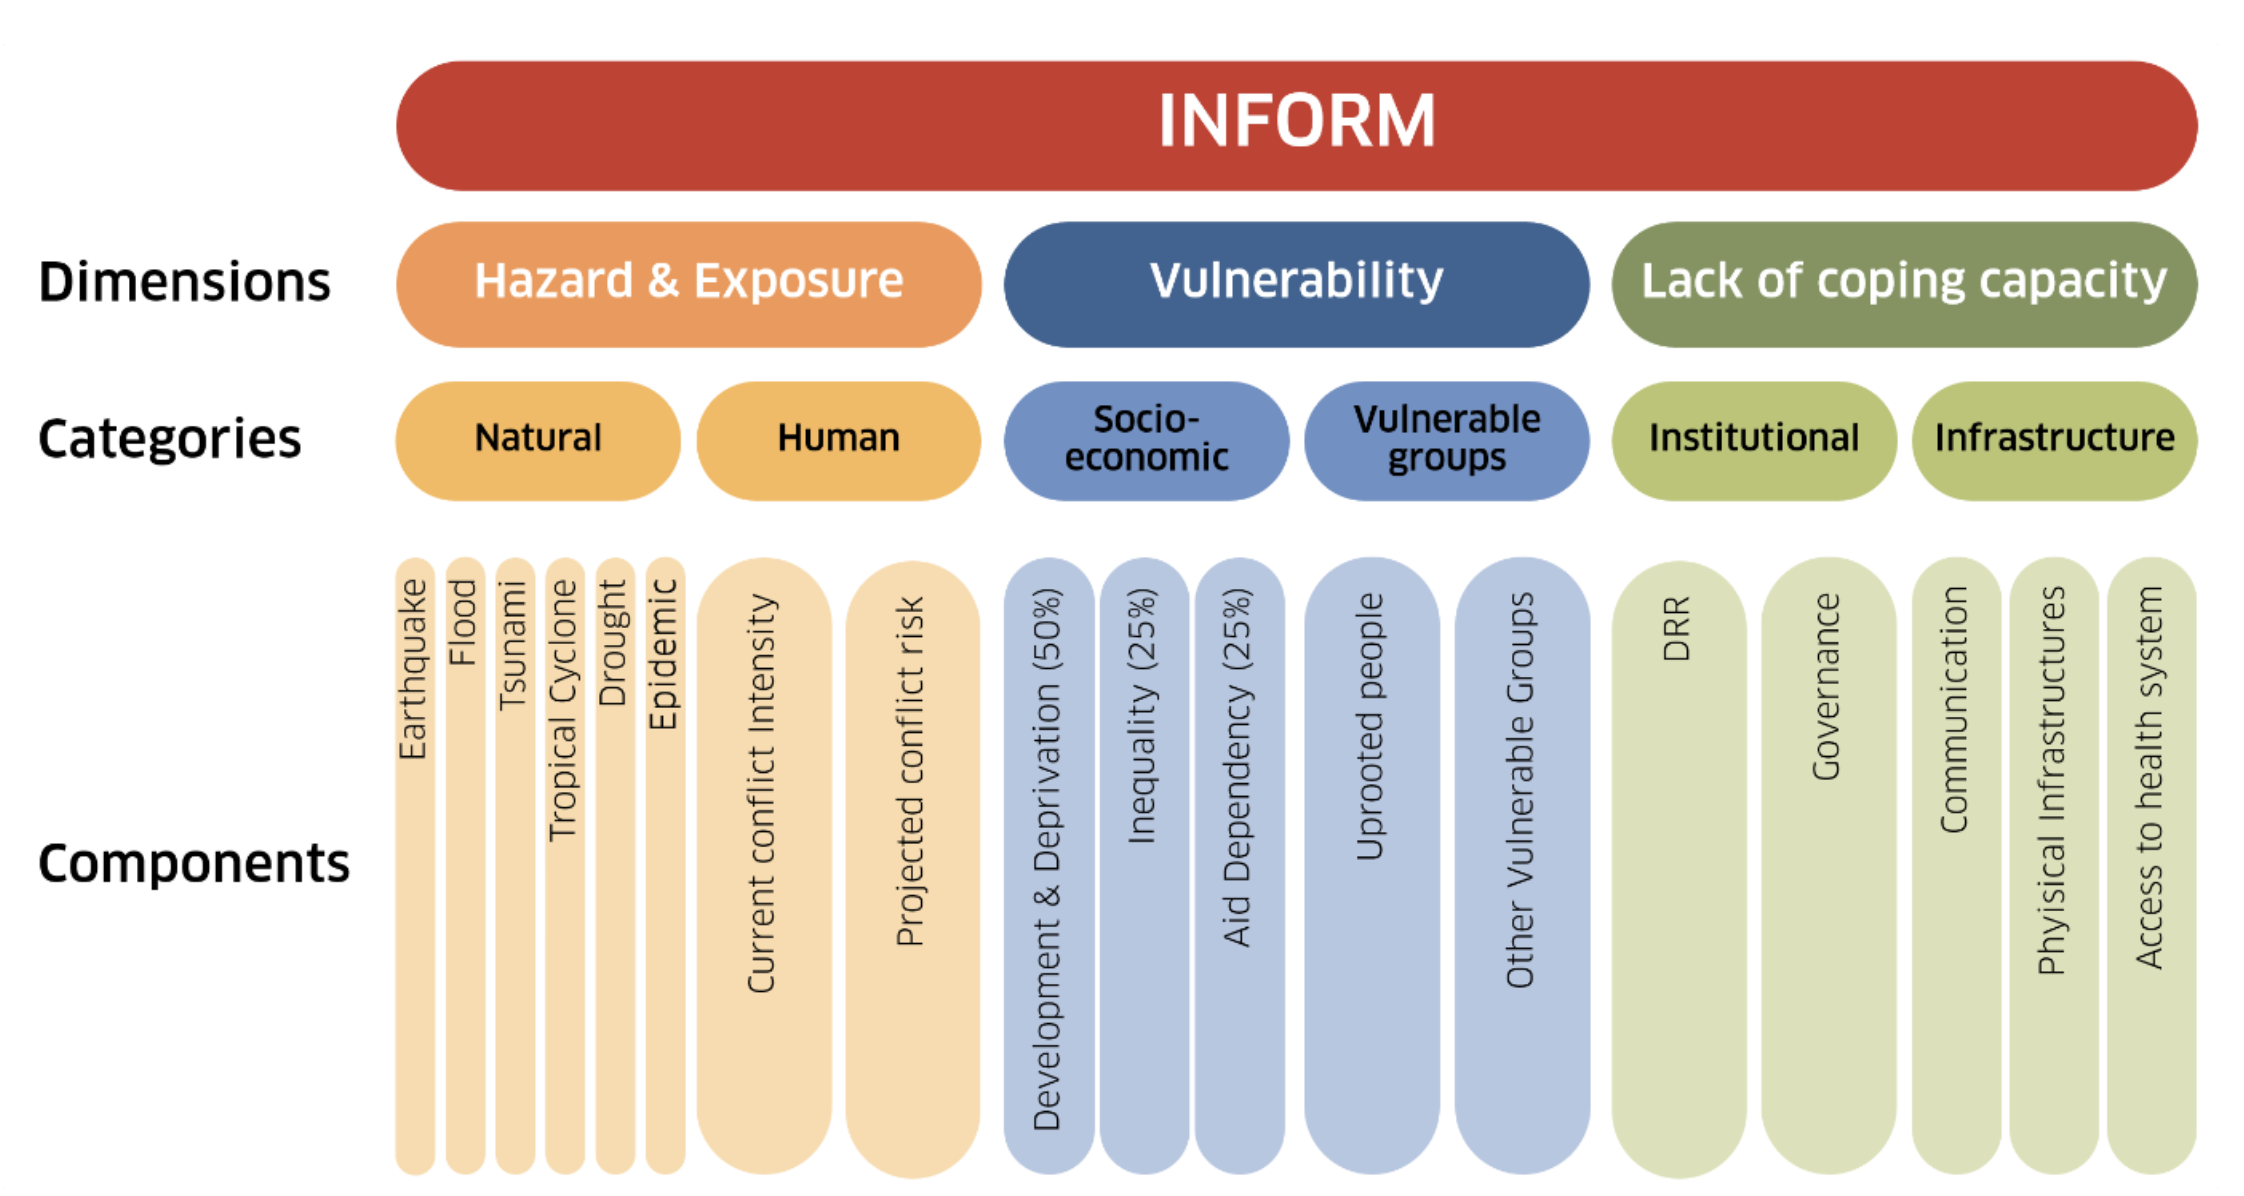 INFORM
Dimensions
Hazard & Exposure
Vulnerability
Lack of coping capacity
Categories
Natural
Human
Socio-
economic
Vulnerable
groups
Institutional
Infrastructure
Components
Earthquake
Flood
Tsunami
Tropical Cyclone
Drought
Epidemic
Current conflict Intensity
Projected conflict risk
Development & Deprivation (50%)
Inequality (25%)
Aid Dependency (25%)
Uprooted people
Other Vulnerable Groups
DRR
Governance
Communication
Phyisical Infrastructures
Access to health system